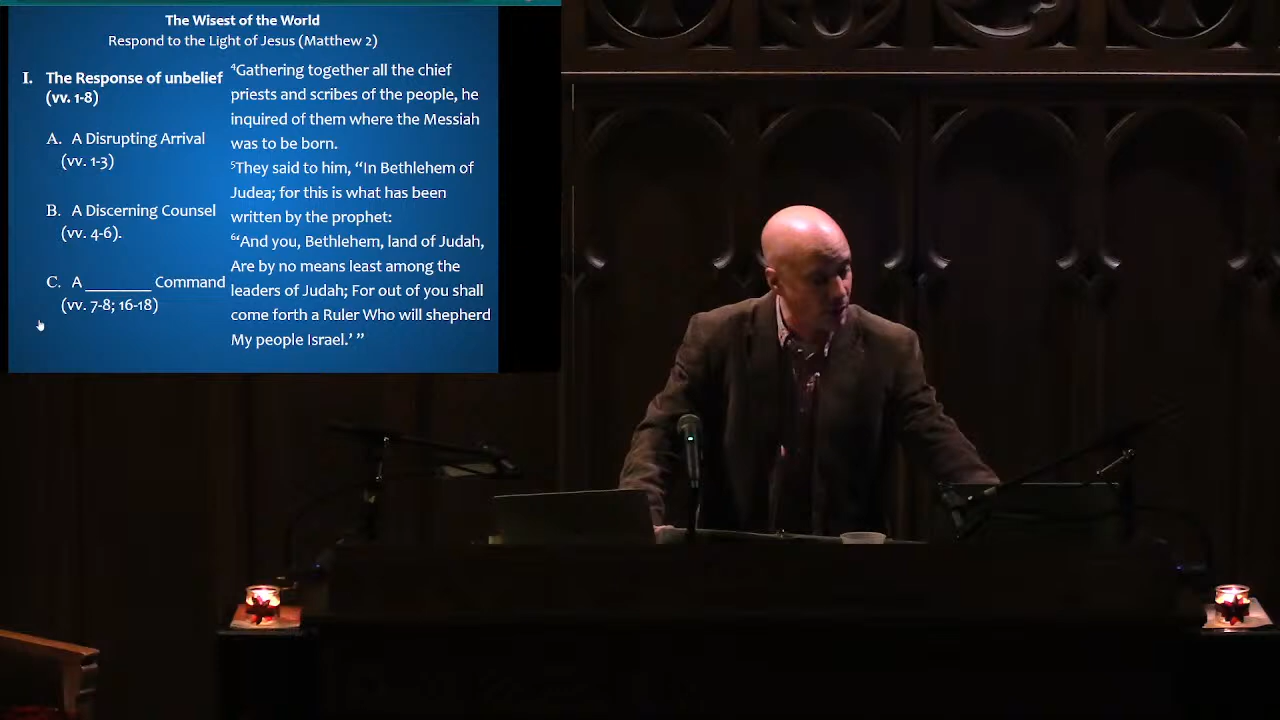 The Wisest of the World
Respond to the Light of Jesus (Matthew 2)
I. The Response of unbelief
(vv. 1-8)
A. A Disrupting Arrival
(vv. 1-3)
B. A Discerning Counsel
(vv. 4-6).
C. A ________ Command
(vv. 7-8; 16-18)
⁴Gathering together all the chief
priests and scribes of the people, he
inquired of them where the Messiah
was to be born.
⁵They said to him, “In Bethlehem of
Judea; for this is what has been
written by the prophet:
⁶‘And you, Bethlehem, land of Judah,
Are by no means least among the
leaders of Judah; For out of you shall
come forth a Ruler Who will shepherd
My people Israel.’ ”